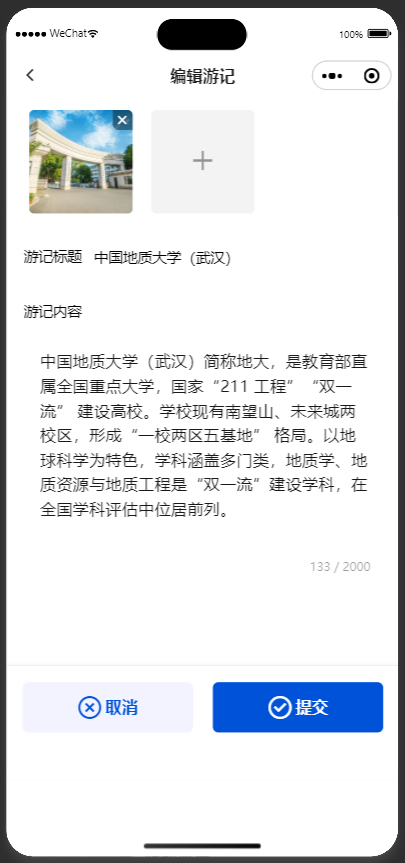 WeChat
100%
编辑游记
游记标题 中国地质大学（武汉）
游记内容
中国地质大学（武汉）简称地大，是教育部直
属全国重点大学，国家“211 工程” “双一
流” 建设高校。学校现有南望山、未来城两
校区，形成“一校两区五基地” 格局。以地
球科学为特色，学科涵盖多门类，地质学、地
质资源与地质工程是“双一流”建设学科，在
全国学科评估中位居前列。
133 / 2000
取消
提交